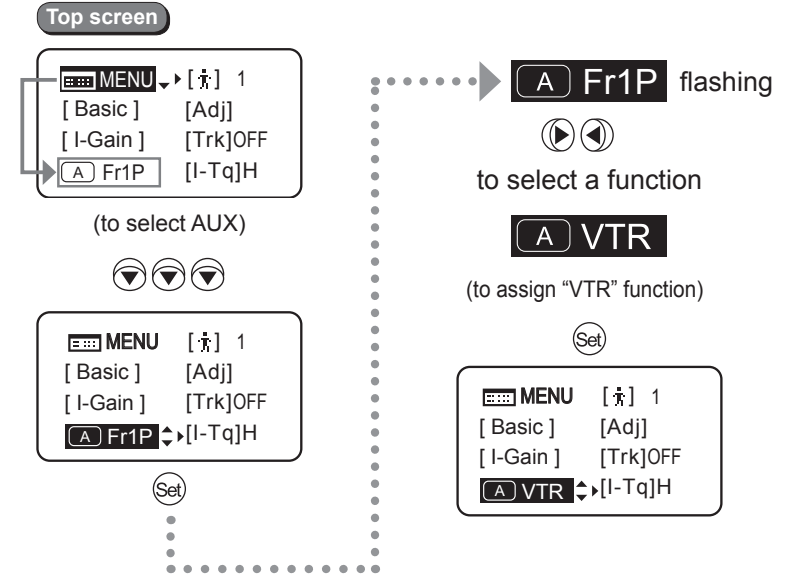 Top screen
MENU [ ] 1
[ Basic ] [Adj]
[ I-Gain ] [Trk]OFF
A Fr1P [I-Tq]H
(to select AUX)
MENU [ ] 1
[ Basic ] [Adj]
[ I-Gain ] [Trk]OFF
A Fr1P [I-Tq]H
Set
A Fr1P flashing
to select a function
A VTR
(to assign “VTR” function)
Set
MENU [ ] 1
[ Basic ] [Adj]
[ I-Gain ] [Trk]OFF
A VTR [I-Tq]H